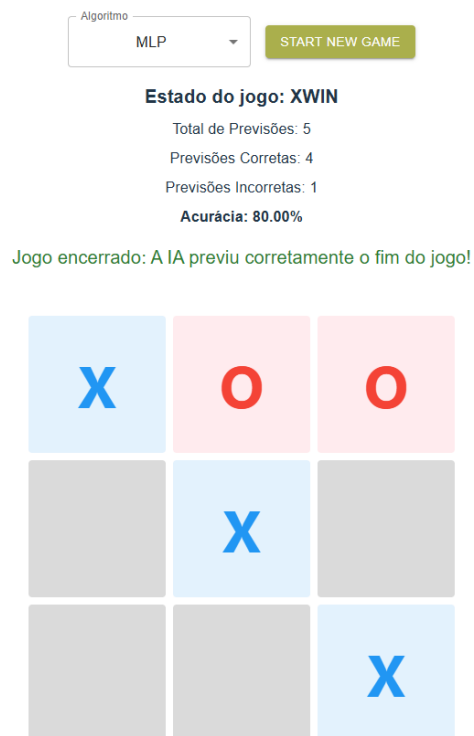 Algoritmo
MLP START NEW GAME
Estado do jogo: XWIN
Total de Previsões: 5
Previsões Corretas: 4
Previsões Incorretas: 1
Acurácia: 80.00%
Jogo encerrado: A IA previu corretamente o fim do jogo!
X O O
X
X